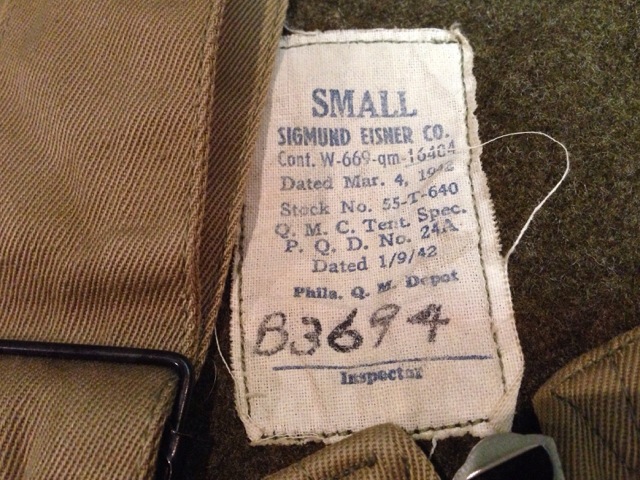 SMALL
SIGMUND EISNER CO.
Cont. W-669-qm-16404
Dated Mar. 4, 1942
Stock No. 55-T-640
Q. M. C. Tent. Spec.
P. Q. D. No. 24A
Dated 1/9/42
Phila. Q. M. Depot
B3694
Inspector